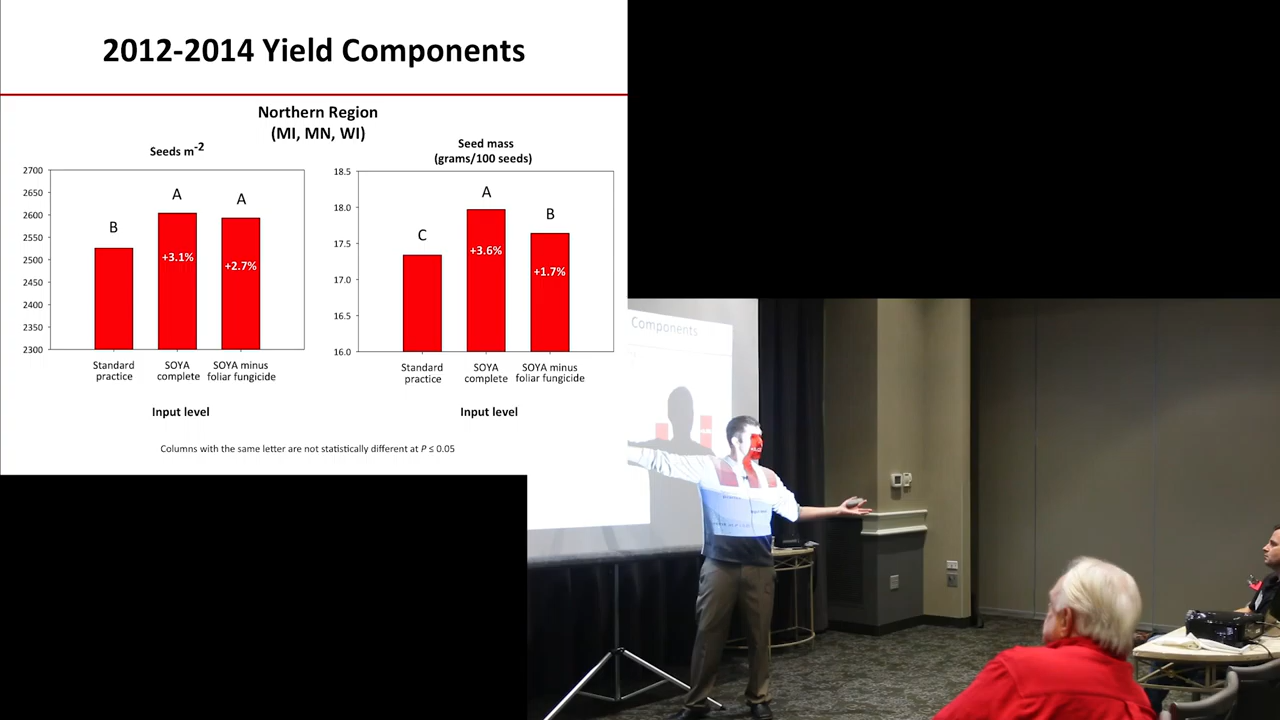 2012-2014 Yield Components
Northern Region
(MI, MN, WI)
Seeds m-2
2700
2650
2600
2550
2500
2450
2400
2350
2300
B
A
A
+3.1%
+2.7%
Standard practice
SOYA complete
SOYA minus foliar fungicide
Input level
Seed mass
(grams/100 seeds)
18.5
18.0
17.5
17.0
16.5
16.0
C
A
B
+3.6%
+1.7%
Standard practice
SOYA complete
SOYA minus foliar fungicide
Input level
Columns with the same letter are not statistically different at P ≤ 0.05
Components